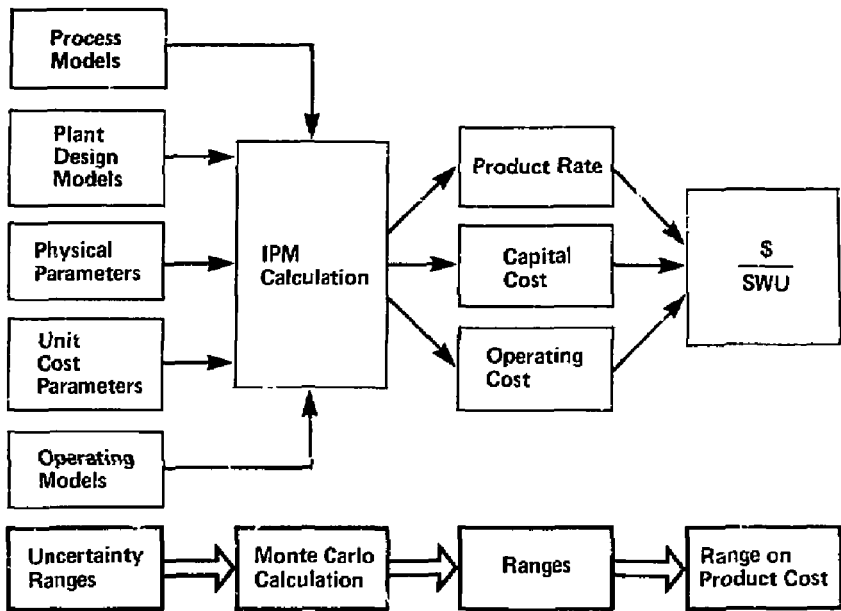 Process
Models
Plant
Design
Models
Physical
Parameters
Unit
Cost
Parameters
Operating
Models
IPM
Calculation
Product Rate
Capital
Cost
Operating
Cost
$
SWU
Uncertainty
Ranges
Monte Carlo
Calculation
Ranges
Range on
Product Cost